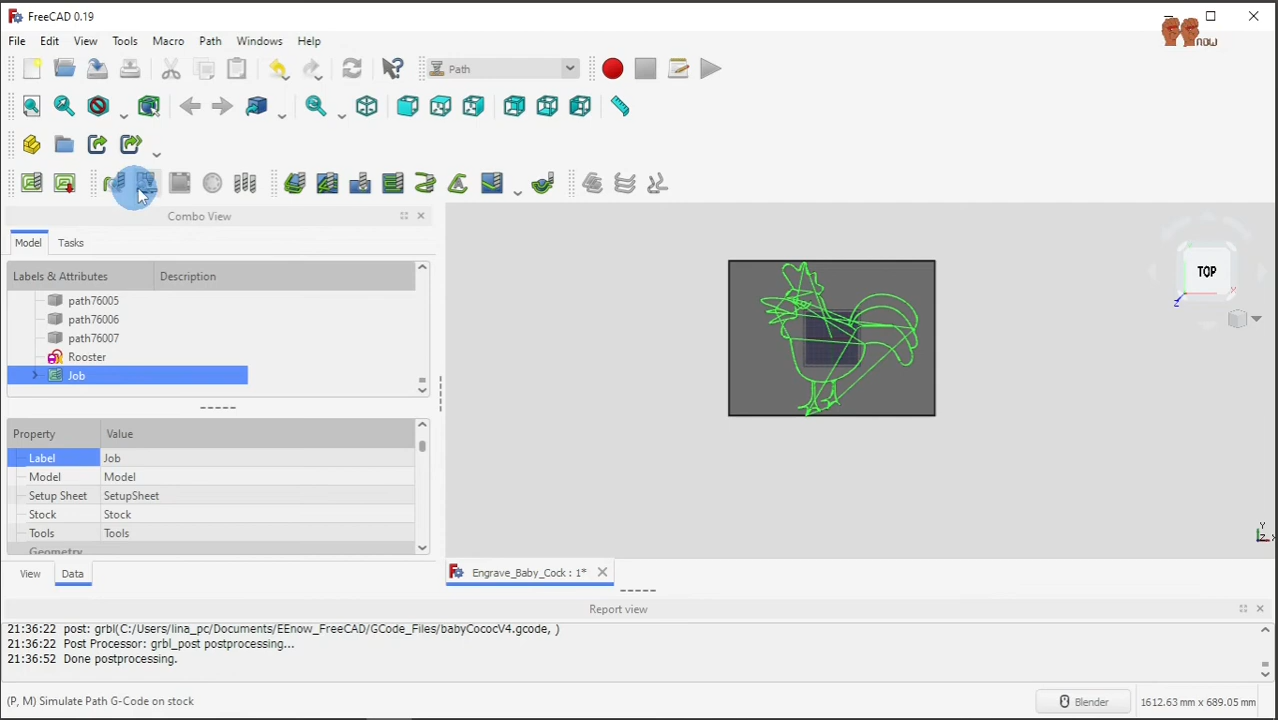 FreeCAD 0.19
File Edit View Tools Macro Path Windows Help
now
Path
Combo View
Model Tasks
Labels & Attributes Description
path76005
path76006
path76007
Rooster
Job
Property Value
Label Job
Model Model
Setup Sheet SetupSheet
Stock Stock
Tools Tools
Geometry
View Data
TOP
Y
Z X
Engrave_Baby_Cock : 1*
Report view
21:36:22 post: grbl(C:/Users/lina_pc/Documents/EEnow_FreeCAD/GCode_Files/babyCococV4.gcode, )
21:36:22 Post Processor: grbl_post postprocessing...
21:36:52 Done postprocessing.
(P, M) Simulate Path G-Code on stock
Blender
1612.63 mm x 689.05 mm